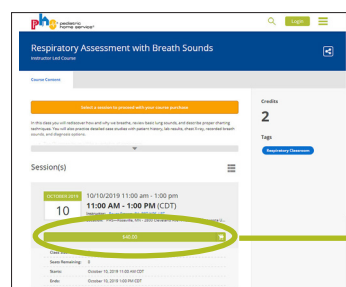 phs pediatric
home service
Login
Respiratory Assessment with Breath Sounds
Instructor Led Course
Course Content
Select a session to proceed with your course purchase
In this class you will rediscover how and why we breathe, review basic lung sounds, and describe proper charting
techniques. You will also practice detailed case studies with patient history, lab results, chest X-ray, recorded breath
sounds, and diagnosis options.
Credits
2
Tags
Respiratory Classroom
Session(s)
OCTOBER 2019
10
10/10/2019 11:00 am - 1:00 pm
11:00 AM - 1:00 PM (CDT)
$40.00
Seats Remaining: 0
Starts: October 10, 2019 11:00 AM CDT
Ends: October 10, 2019 1:00 PM CDT